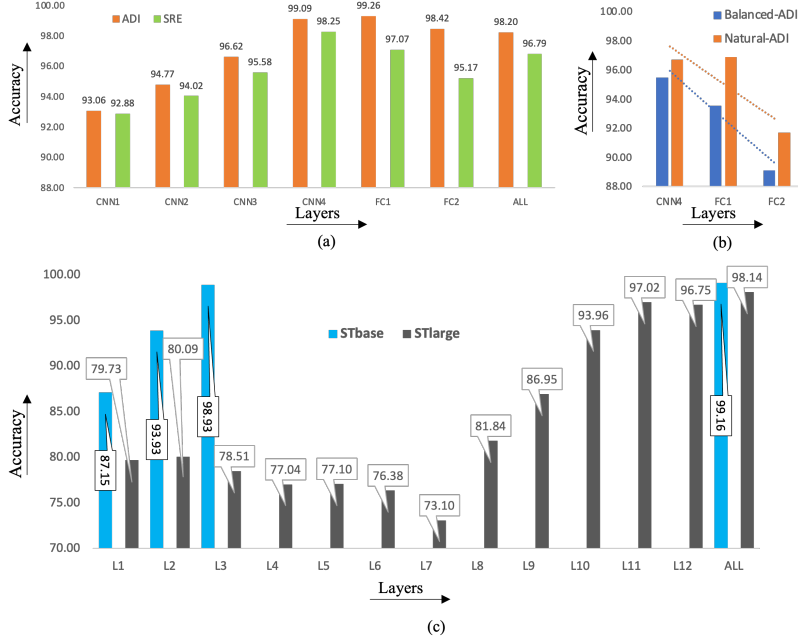 ADI SRE
100.00
98.00
96.00
94.00
92.00
90.00
88.00
Accuracy
93.06 92.88
94.77 94.02
96.62 95.58
99.09 98.25
99.26 97.07
98.42 95.17
98.20 96.79
CNN1 CNN2 CNN3 CNN4 FC1 FC2 ALL
Layers
(a)
Balanced-ADI
Natural-ADI
100.00
98.00
96.00
94.00
92.00
90.00
88.00
Accuracy
CNN4 FC1 FC2
Layers
(b)
STbase STlarge
100.00
95.00
90.00
85.00
80.00
75.00
70.00
Accuracy
87.15 79.73
93.93 80.09
98.93 78.51
77.04
77.10
76.38
73.10
81.84
86.95
93.96
97.02
96.75
99.16 98.14
L1 L2 L3 L4 L5 L6 L7 L8 L9 L10 L11 L12 ALL
Layers
(c)